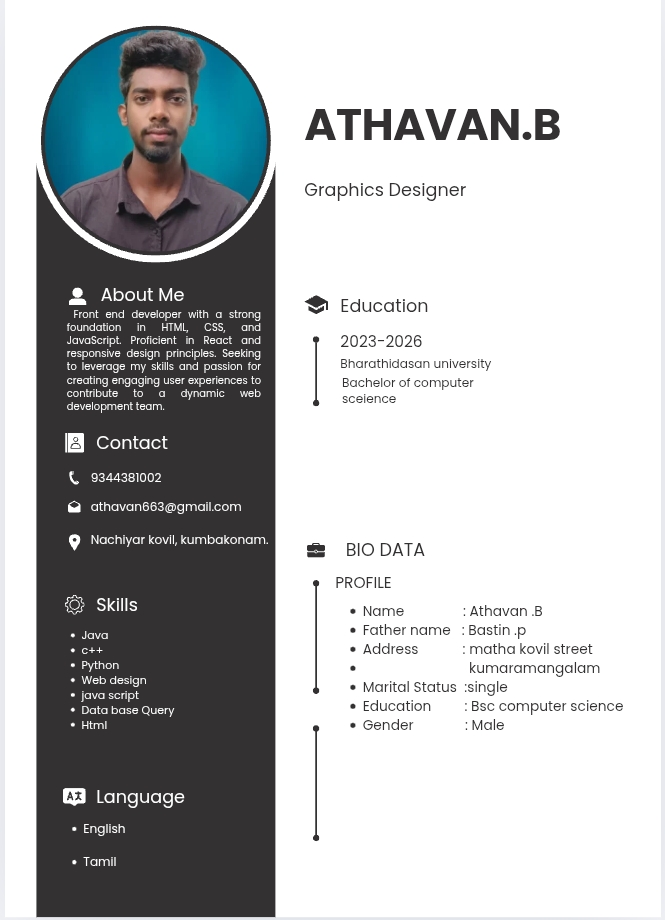 ATHAVAN.B
Graphics Designer
About Me
Front end developer with a strong
foundation in HTML, CSS, and
JavaScript. Proficient in React and
responsive design principles. Seeking
to leverage my skills and passion for
creating engaging user experiences to
contribute to a dynamic web
development team.
Contact
9344381002
athavan663@gmail.com
Nachiyar kovil, kumbakonam.
Skills
• Java
• c++
• Python
• Web design
• java script
• Data base Query
• Html
Language
• English
• Tamil
Education
2023-2026
Bharathidasan university
Bachelor of computer
sceience
BIO DATA
PROFILE
• Name : Athavan .B
• Father name : Bastin .p
• Address : matha kovil street
• kumaramangalam
• Marital Status :single
• Education : Bsc computer science
• Gender : Male